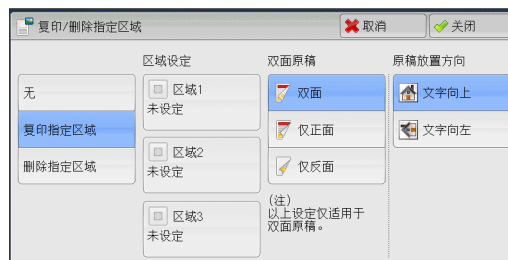 复印/删除指定区域
取消
关闭
区域设定
双面原稿
原稿放置方向
无
复印指定区域
删除指定区域
区域1
未设定
区域2
未设定
区域3
未设定
双面
仅正面
仅反面
(注)
以上设定仅适用于
双面原稿。
文字向上
文字向左